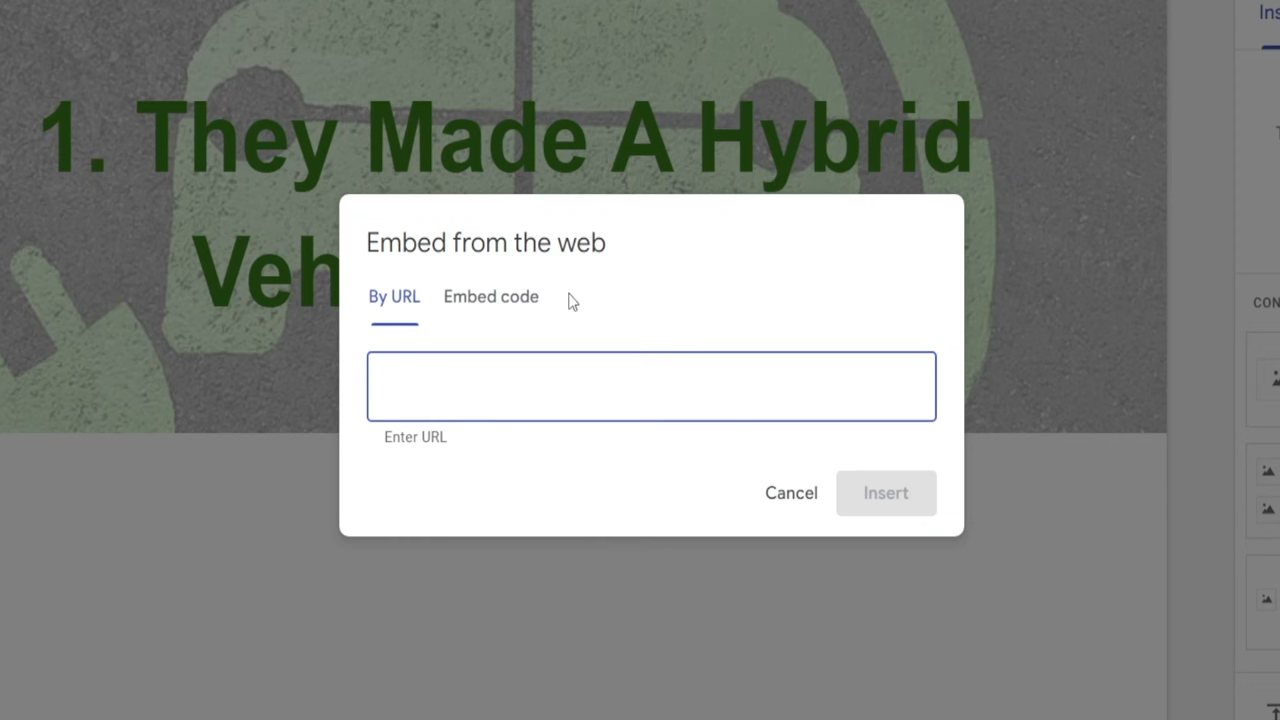 Ins
1. They Made A Hybrid
Veh
Embed from the web
By URL Embed code
Enter URL
Cancel Insert
CON